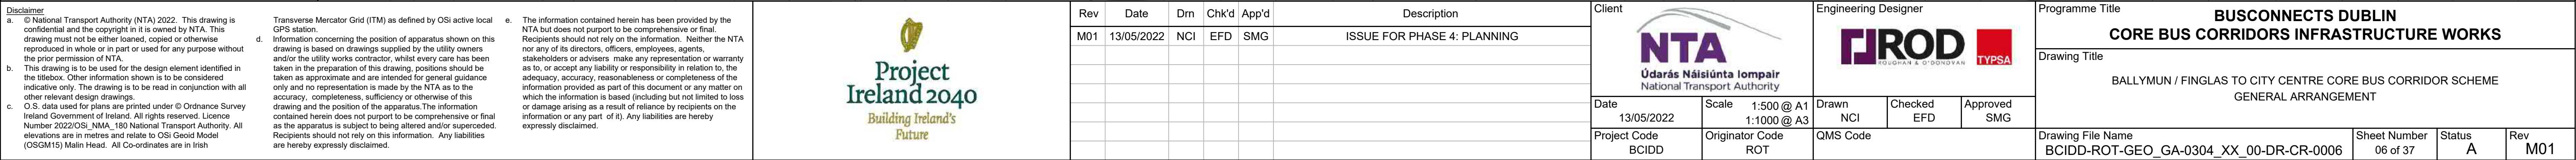 Disclaimer
a. © National Transport Authority (NTA) 2022. This drawing is
confidential and the copyright in it is owned by NTA. This
drawing must not be either loaned, copied or otherwise
reproduced in whole or in part or used for any purpose without
the prior permission of NTA.
b. This drawing is to be used for the design element identified in
the titlebox. Other information shown is to be considered
indicative only. The drawing is to be read in conjunction with all
other relevant design drawings.
c. O.S. data used for plans are printed under © Ordnance Survey
Ireland Government of Ireland. All rights reserved. Licence
Number 2022/OSi_NMA_180 National Transport Authority. All
elevations are in metres and relate to OSi Geoid Model
(OSGM15) Malin Head. All Co-ordinates are in Irish
Transverse Mercator Grid (ITM) as defined by OSi active local
GPS station.
d. Information concerning the position of apparatus shown on this
drawing is based on drawings supplied by the utility owners
and/or the utility works contractor, whilst every care has been
taken in the preparation of this drawing, positions should be
taken as approximate and are intended for general guidance
only and no representation is made by the NTA as to the
accuracy, completeness, sufficiency or otherwise of this
drawing and the position of the apparatus.The information
contained herein does not purport to be comprehensive or final
as the apparatus is subject to being altered and/or superceded.
Recipients should not rely on this information. Any liabilities
are hereby expressly disclaimed.
e. The information contained herein has been provided by the
NTA but does not purport to be comprehensive or final.
Recipients should not rely on the information. Neither the NTA
nor any of its directors, officers, employees, agents,
stakeholders or advisers make any representation or warranty
as to, or accept any liability or responsibility in relation to, the
adequacy, accuracy, reasonableness or completeness of the
information provided as part of this document or any matter on
which the information is based (including but not limited to loss
or damage arising as a result of reliance by recipients on the
information or any part of it). Any liabilities are hereby
expressly disclaimed.
Project
Ireland 2040
Building Ireland's
Future
Rev Date Drn Chk'd App'd Description
M01 13/05/2022 NCI EFD SMG ISSUE FOR PHASE 4: PLANNING
Client
NTA
Údarás Náisiúnta Iompair
National Transport Authority
Engineering Designer
ROD
ROUGHAN & O'DONOVAN
TYPSA
Date
13/05/2022
Scale 1:500 @ A1
1:1000 @ A3
Drawn
NCI
Checked
EFD
Approved
SMG
Project Code
BCIDD
Originator Code
ROT
QMS Code
Programme Title
BUSCONNECTS DUBLIN
CORE BUS CORRIDORS INFRASTRUCTURE WORKS
Drawing Title
BALLYMUN / FINGLAS TO CITY CENTRE CORE BUS CORRIDOR SCHEME
GENERAL ARRANGEMENT
Drawing File Name
BCIDD-ROT-GEO_GA-0304_XX_00-DR-CR-0006
Sheet Number
06 of 37
Status
A
Rev
M01